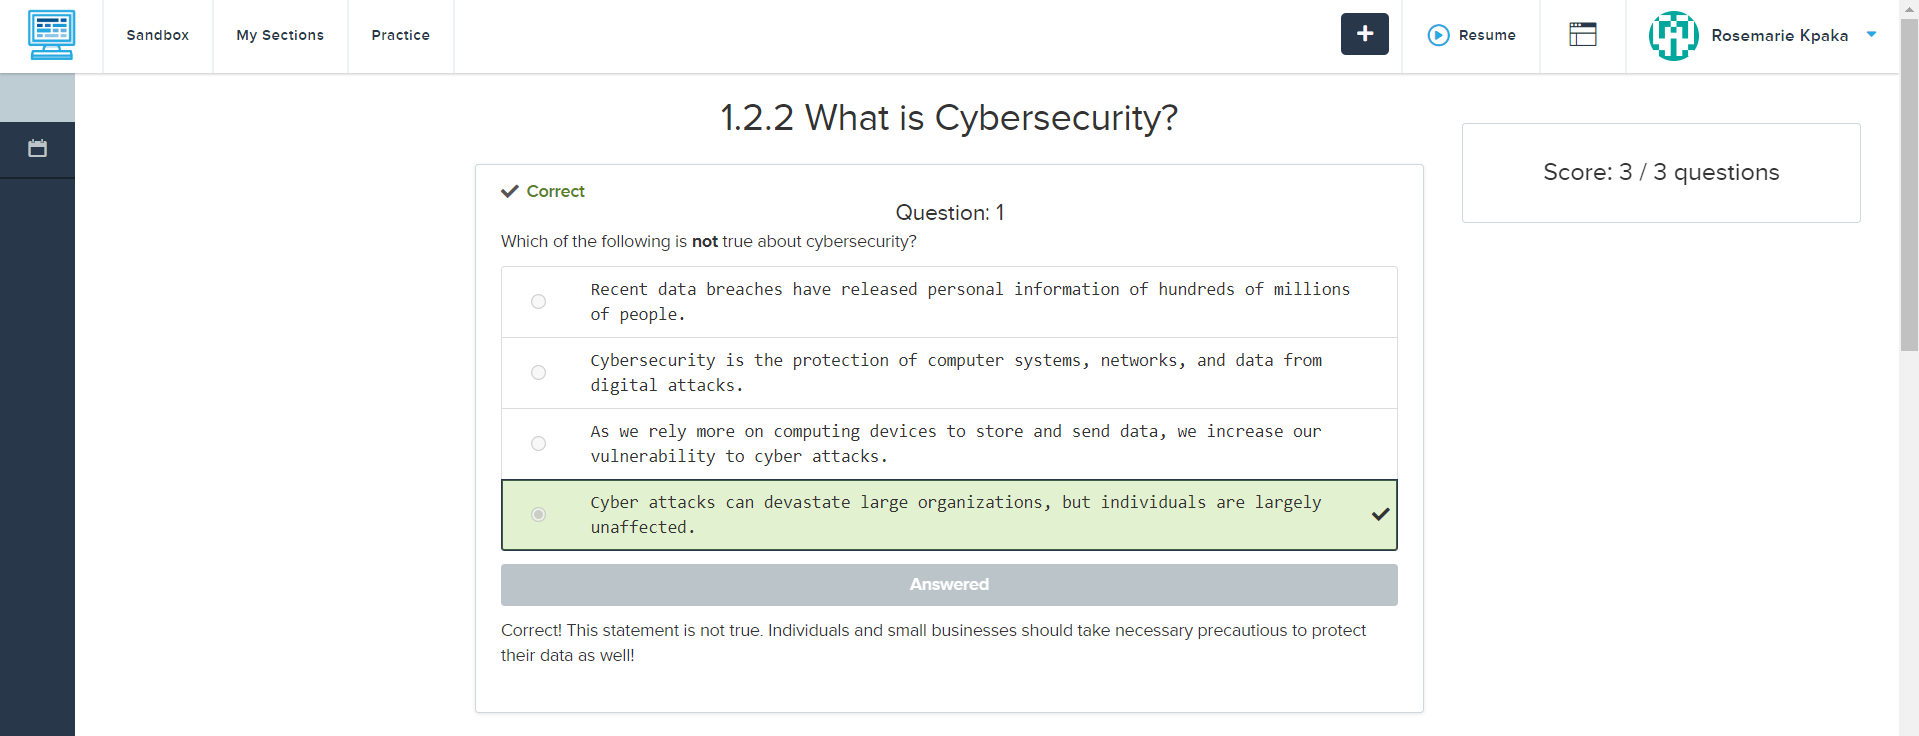 Sandbox
My Sections
Practice
+
Resume
Rosemarie Kpaka
1.2.2 What is Cybersecurity?
Score: 3 / 3 questions
Correct
Question: 1
Which of the following is not true about cybersecurity?
Recent data breaches have released personal information of hundreds of millions
of people.
Cybersecurity is the protection of computer systems, networks, and data from
digital attacks.
As we rely more on computing devices to store and send data, we increase our
vulnerability to cyber attacks.
Cyber attacks can devastate large organizations, but individuals are largely
unaffected.
Answered
Correct! This statement is not true. Individuals and small businesses should take necessary precautious to protect
their data as well!